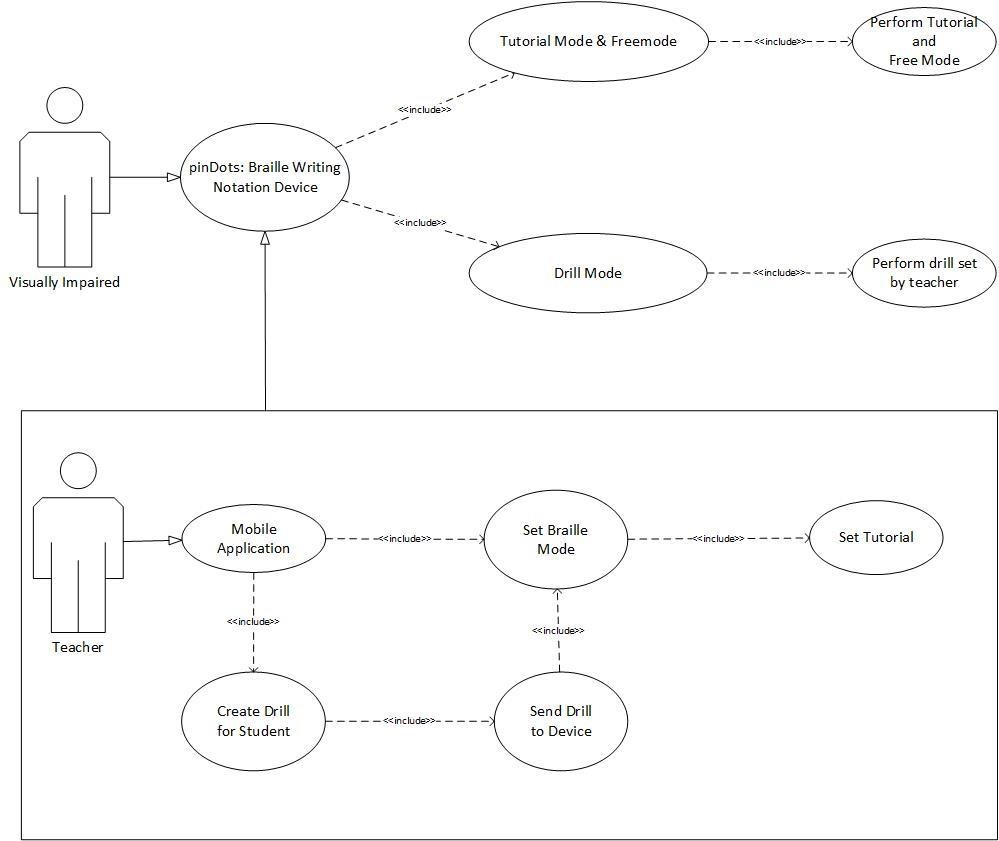 Perform Tutorial
and
Free Mode
Tutorial Mode & Freemode
<<include>>
<<include>>
pinDots: Braille Writing
Notation Device
Visually Impaired
<<include>>
Drill Mode
<<include>>
Perform drill set
by teacher
Mobile
Application
<<include>>
Set Braille
Mode
<<include>>
Set Tutorial
Teacher
<<include>>
<<include>>
Create Drill
for Student
<<include>>
Send Drill
to Device